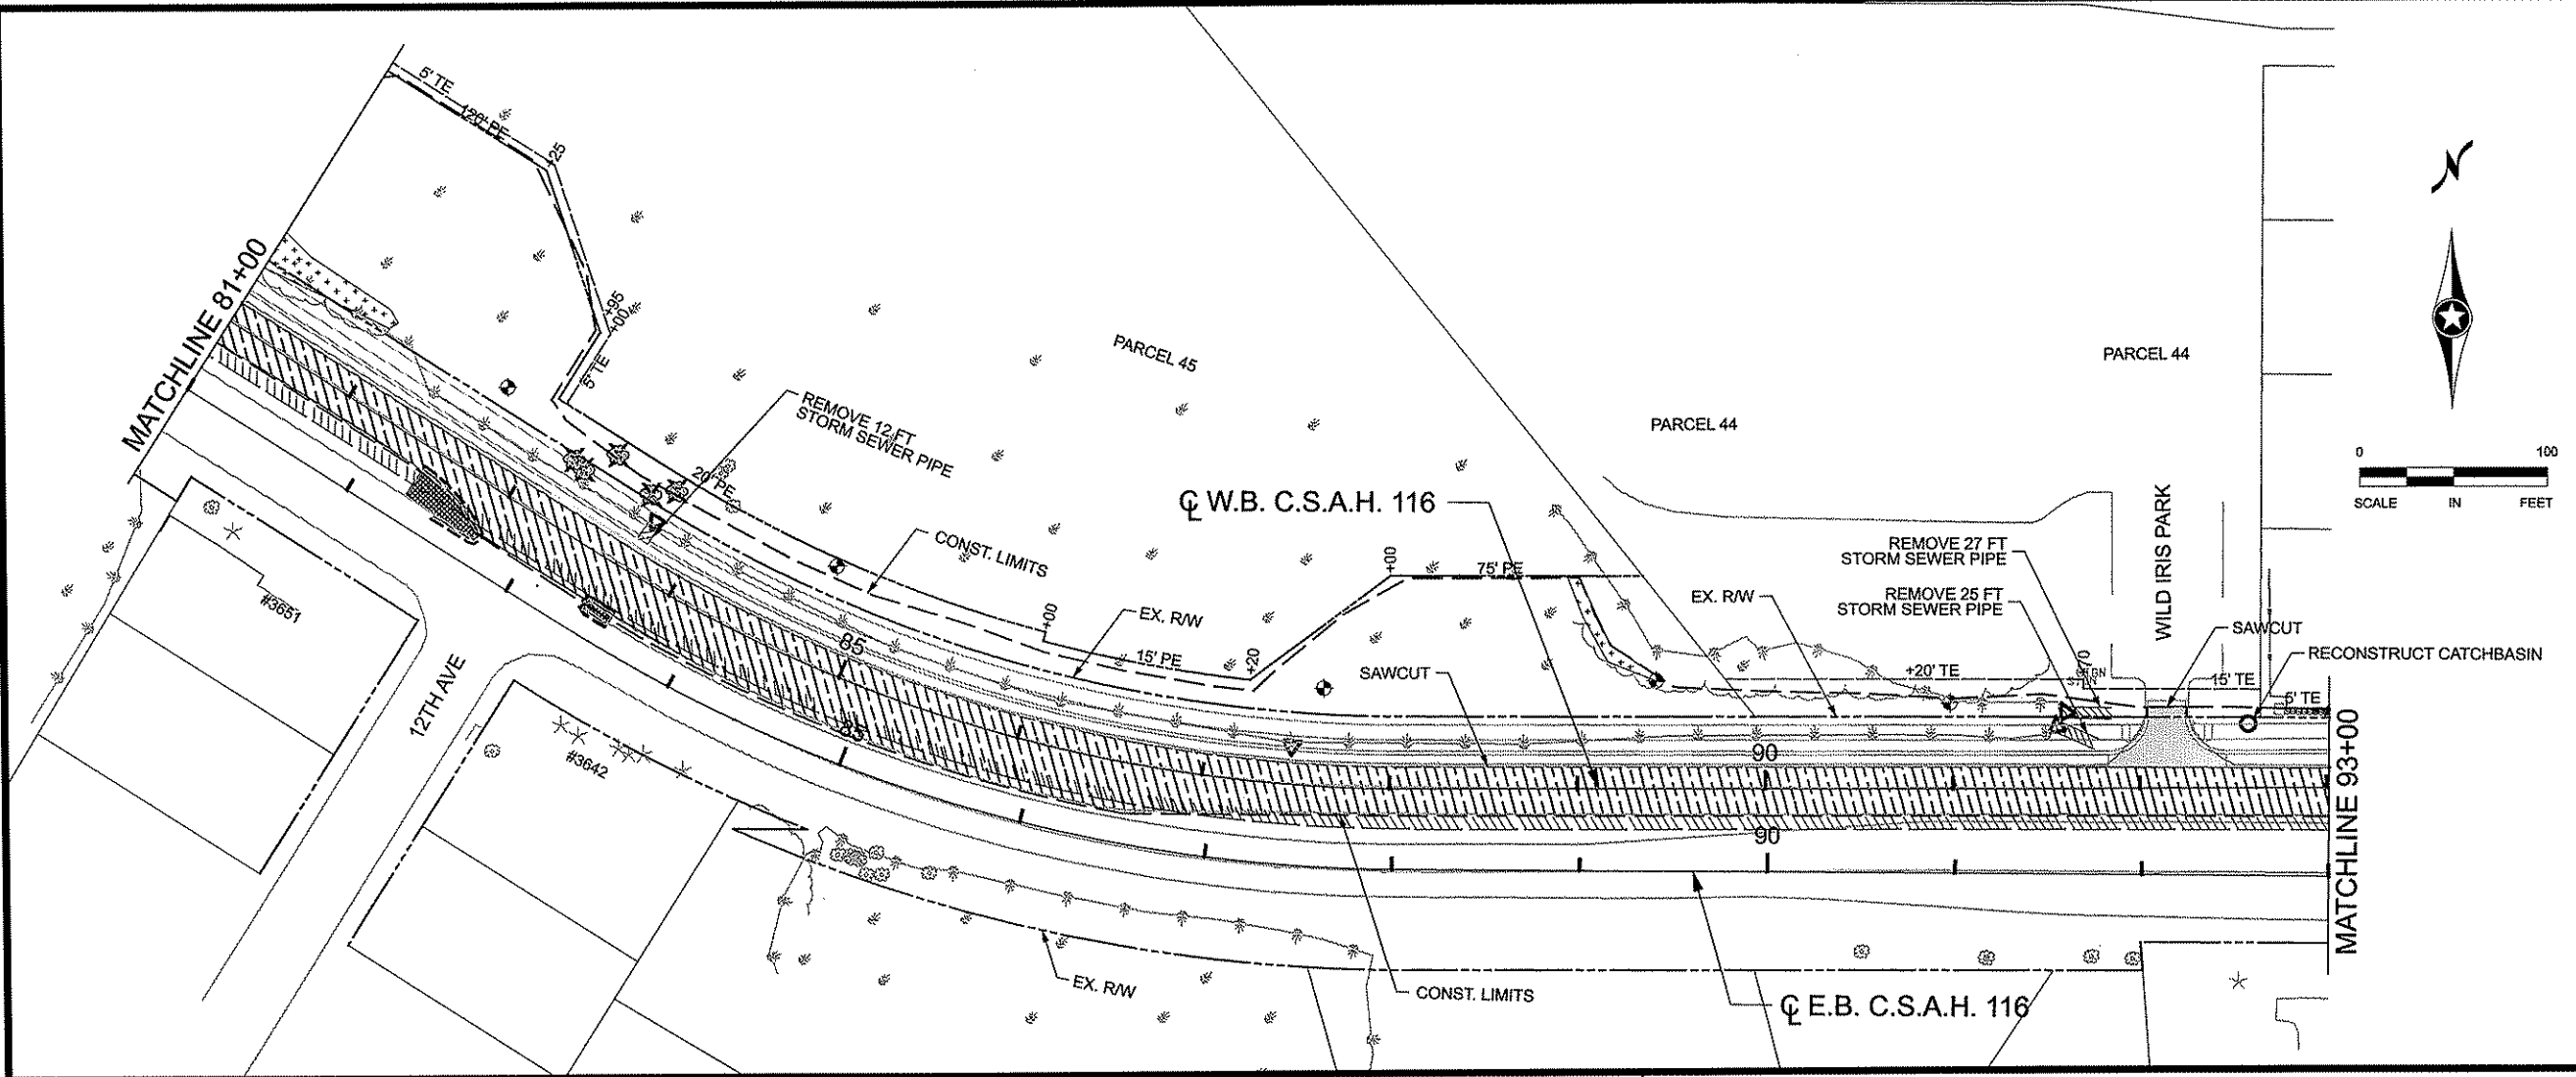 5' TE
120' PE
+25
+95
+00
5' TE
MATCHLINE 81+00
REMOVE 12 FT
STORM SEWER PIPE
20' PE
CONST. LIMITS
PARCEL 45
PARCEL 44
PARCEL 44
N
0 100
SCALE IN FEET
℄ W.B. C.S.A.H. 116
+00
75' PE
REMOVE 27 FT
STORM SEWER PIPE
REMOVE 25 FT
STORM SEWER PIPE
WILD IRIS PARK
EX. R/W
SAWCUT
RECONSTRUCT CATCHBASIN
+00
EX. R/W
15' PE
+20
SAWCUT
+20' TE
+70
15' TE
5' TE
#3651
12TH AVE
#3642
85
85
90
90
MATCHLINE 93+00
EX. R/W
CONST. LIMITS
℄ E.B. C.S.A.H. 116